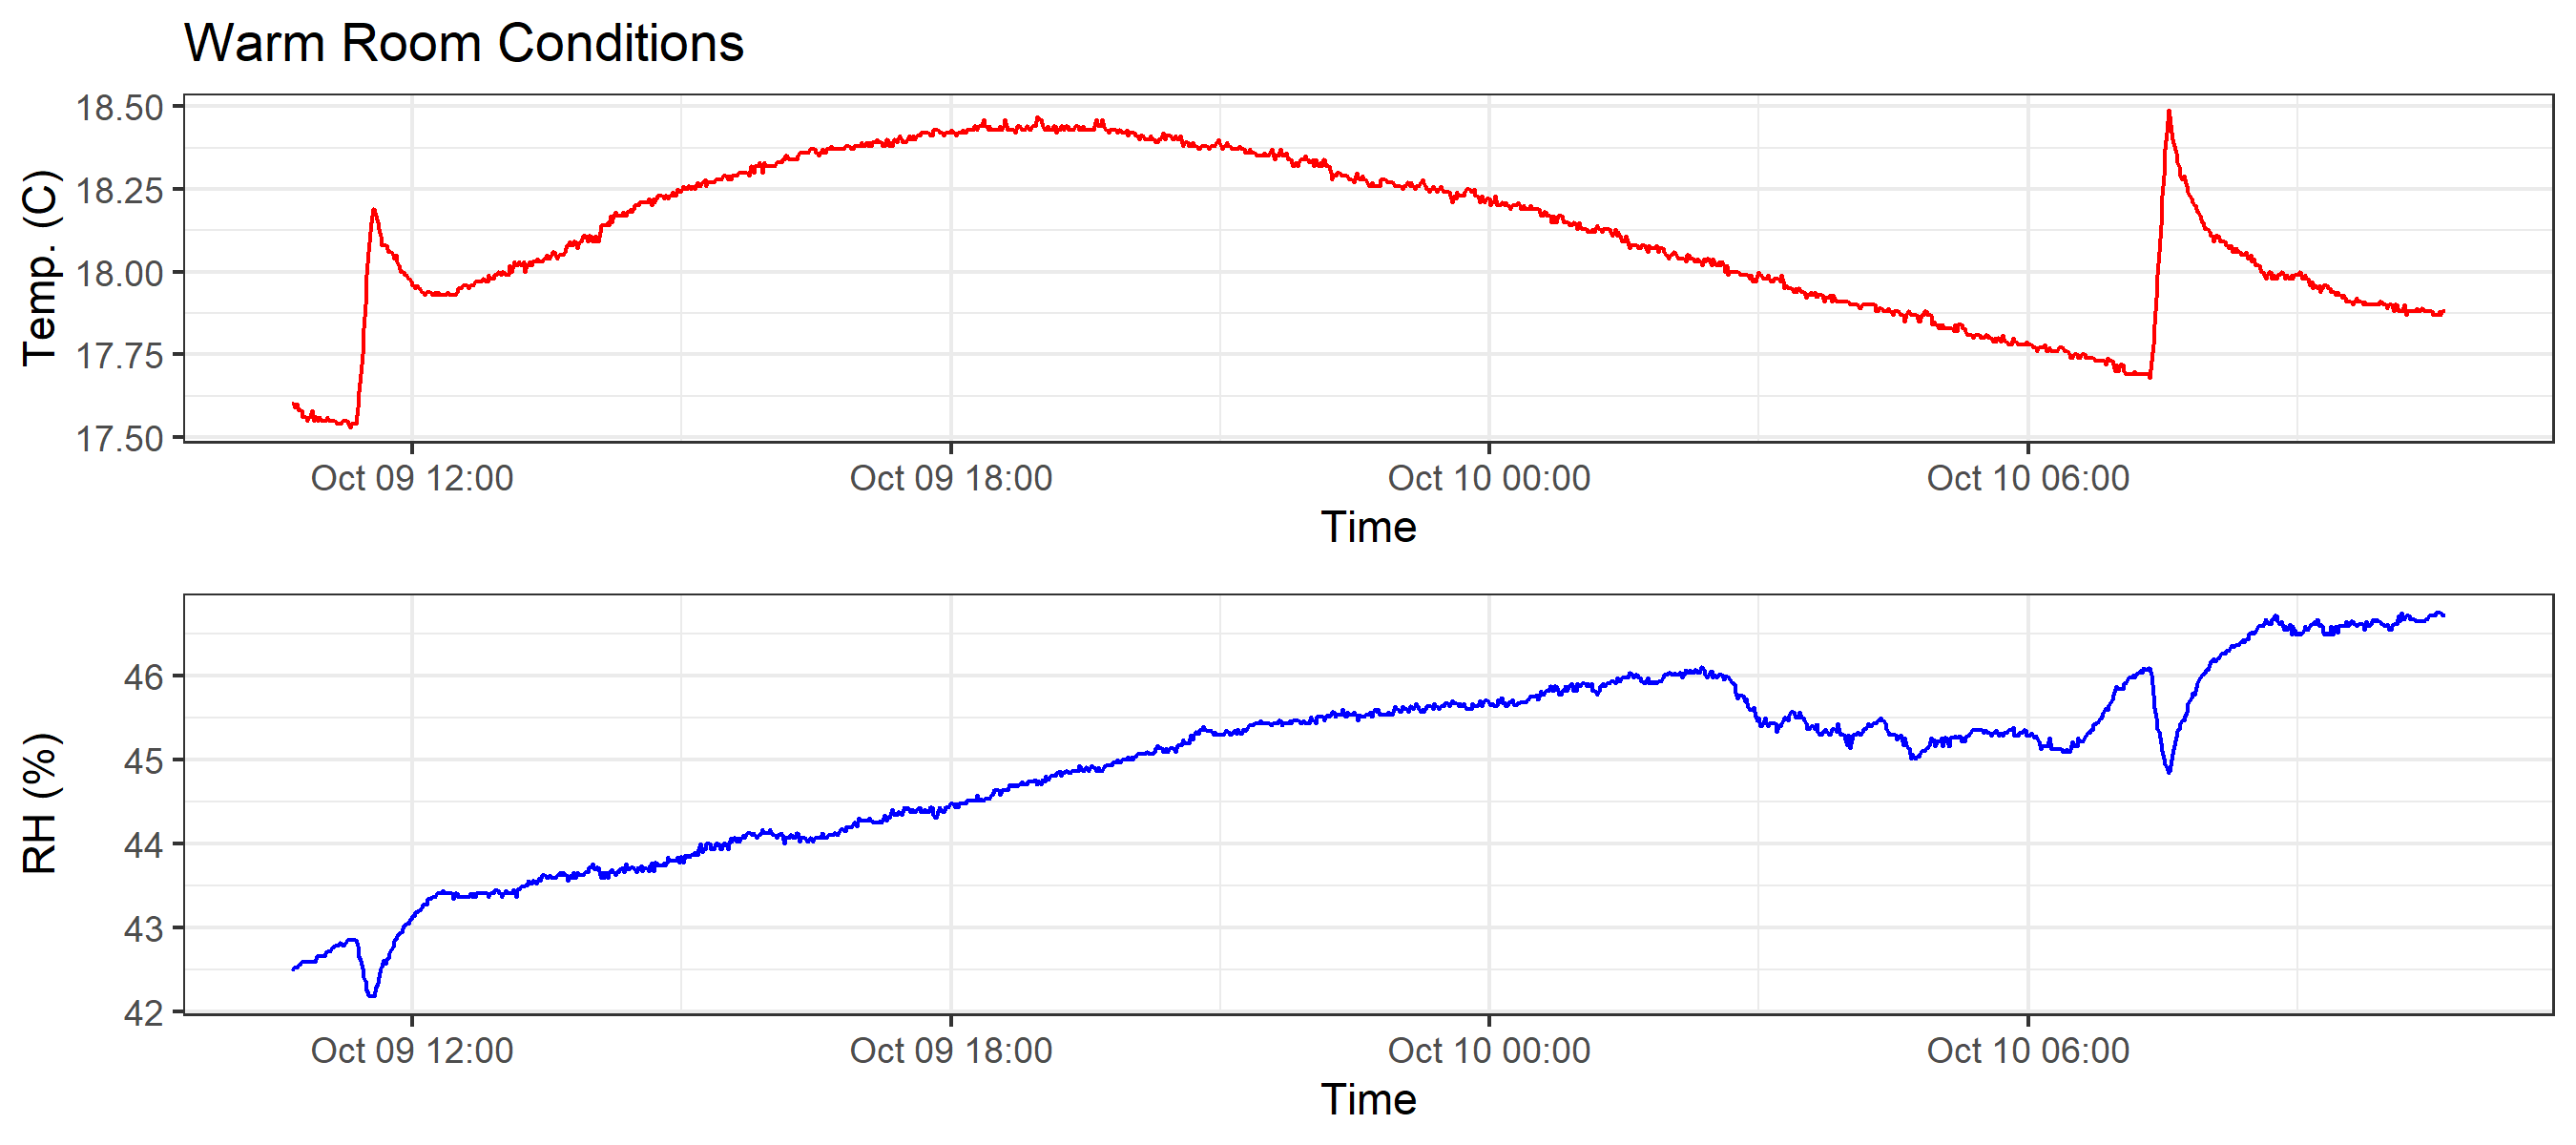 Warm Room Conditions
Temp. (C)
18.50
18.25
18.00
17.75
17.50
Oct 09 12:00 Oct 09 18:00 Oct 10 00:00 Oct 10 06:00
Time
RH (%)
46
45
44
43
42
Oct 09 12:00 Oct 09 18:00 Oct 10 00:00 Oct 10 06:00
Time